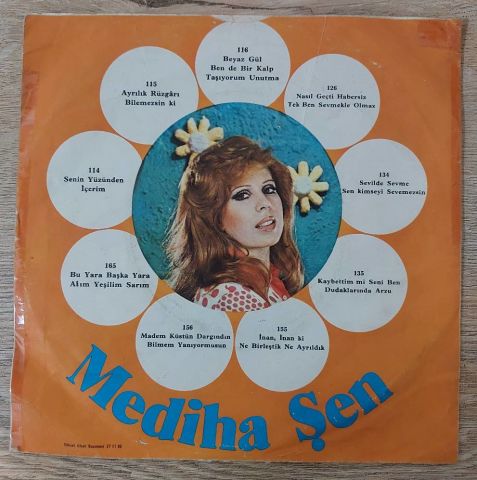 116
Beyaz Gül
Ben de Bir Kalp
Taşıyorum Unutma
126
Nasıl Geçti Habersiz
Tek Ben Sevmekle Olmaz
134
Sevilde Sevme
Sen kimseyi Sevemezsin
135
Kaybettim mi Seni Ben
Dudaklarında Arzu
155
İnan, İnan ki
Ne Birleştik Ne Ayrıldık
156
Madem Küstün Dargındın
Bilmem Yanıyormusun
165
Bu Yara Başka Yara
Alım Yeşilim Sarım
114
Senin Yüzünden
İçerim
115
Ayrılık Rüzgârı
Bilemezsin ki
Mediha Şen